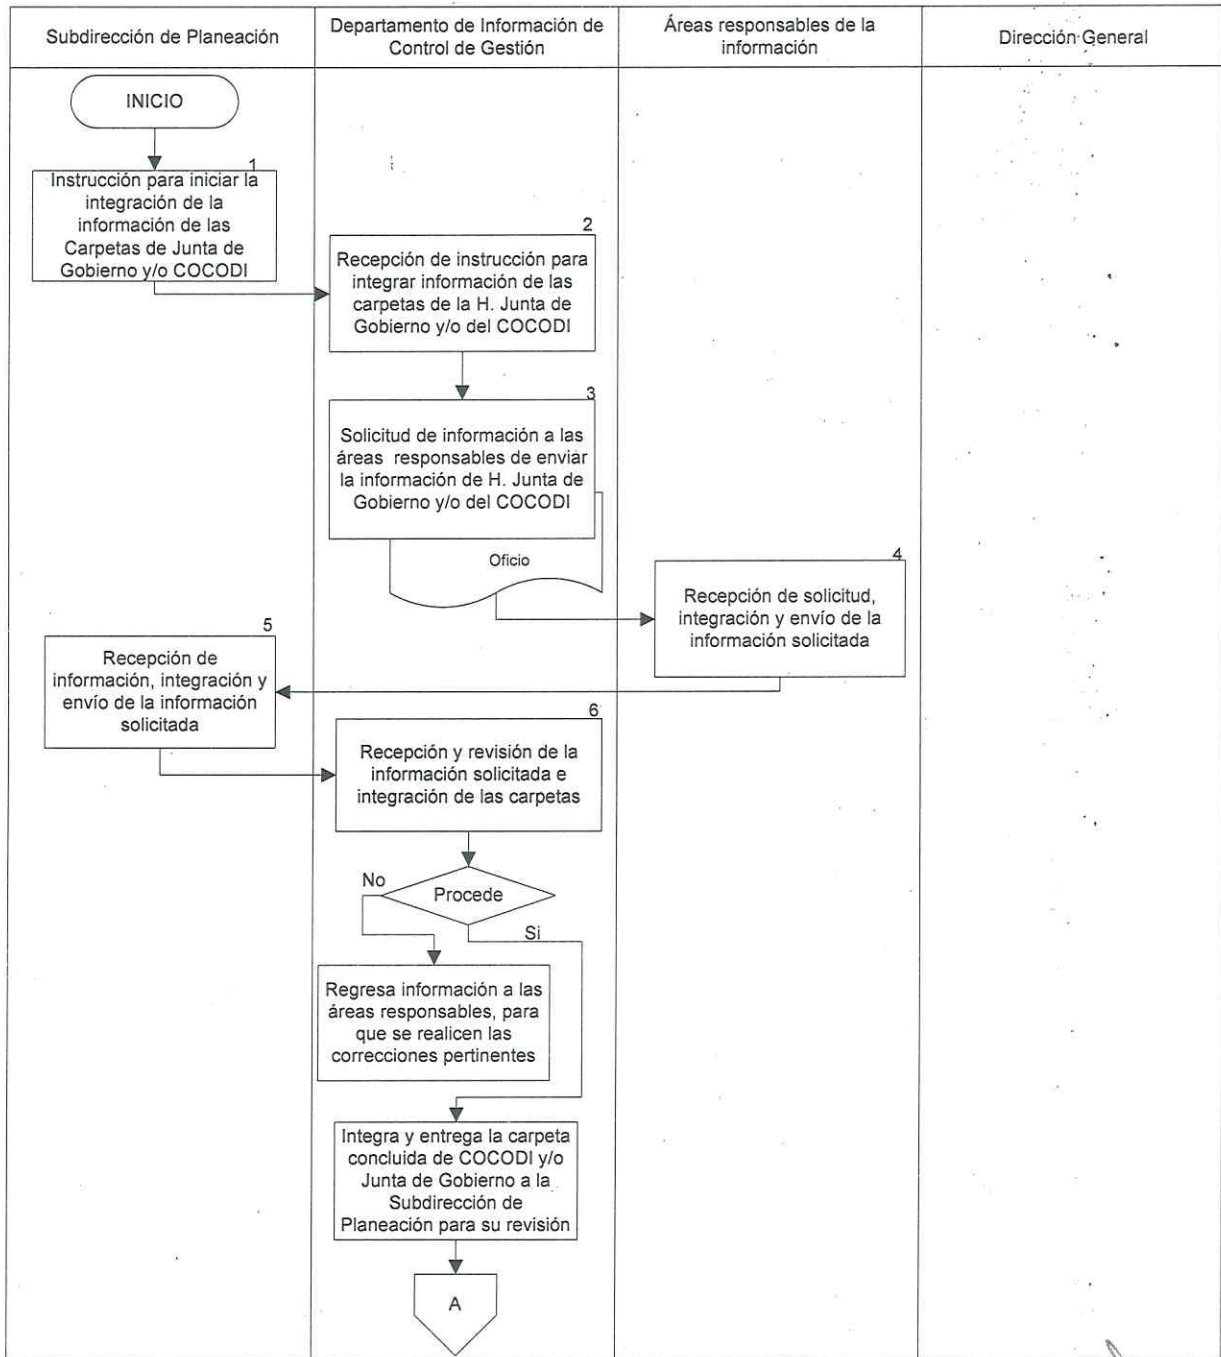 Subdirección de Planeación
Departamento de Información de
Control de Gestión
Áreas responsables de la
información
Dirección General
INICIO
1
Instrucción para iniciar la
integración de la
información de las
Carpetas de Junta de
Gobierno y/o COCODI
2
Recepción de instrucción para
integrar información de las
carpetas de la H. Junta de
Gobierno y/o del COCODI
3
Solicitud de información a las
áreas responsables de enviar
la información de H. Junta de
Gobierno y/o del COCODI
Oficio
4
Recepción de solicitud,
integración y envío de la
información solicitada
5
Recepción de
información, integración y
envío de la información
solicitada
6
Recepción y revisión de la
información solicitada e
integración de las carpetas
No
Procede
Si
Regresa información a las
áreas responsables, para
que se realicen las
correcciones pertinentes
Integra y entrega la carpeta
concluida de COCODI y/o
Junta de Gobierno a la
Subdirección de
Planeación para su revisión
A